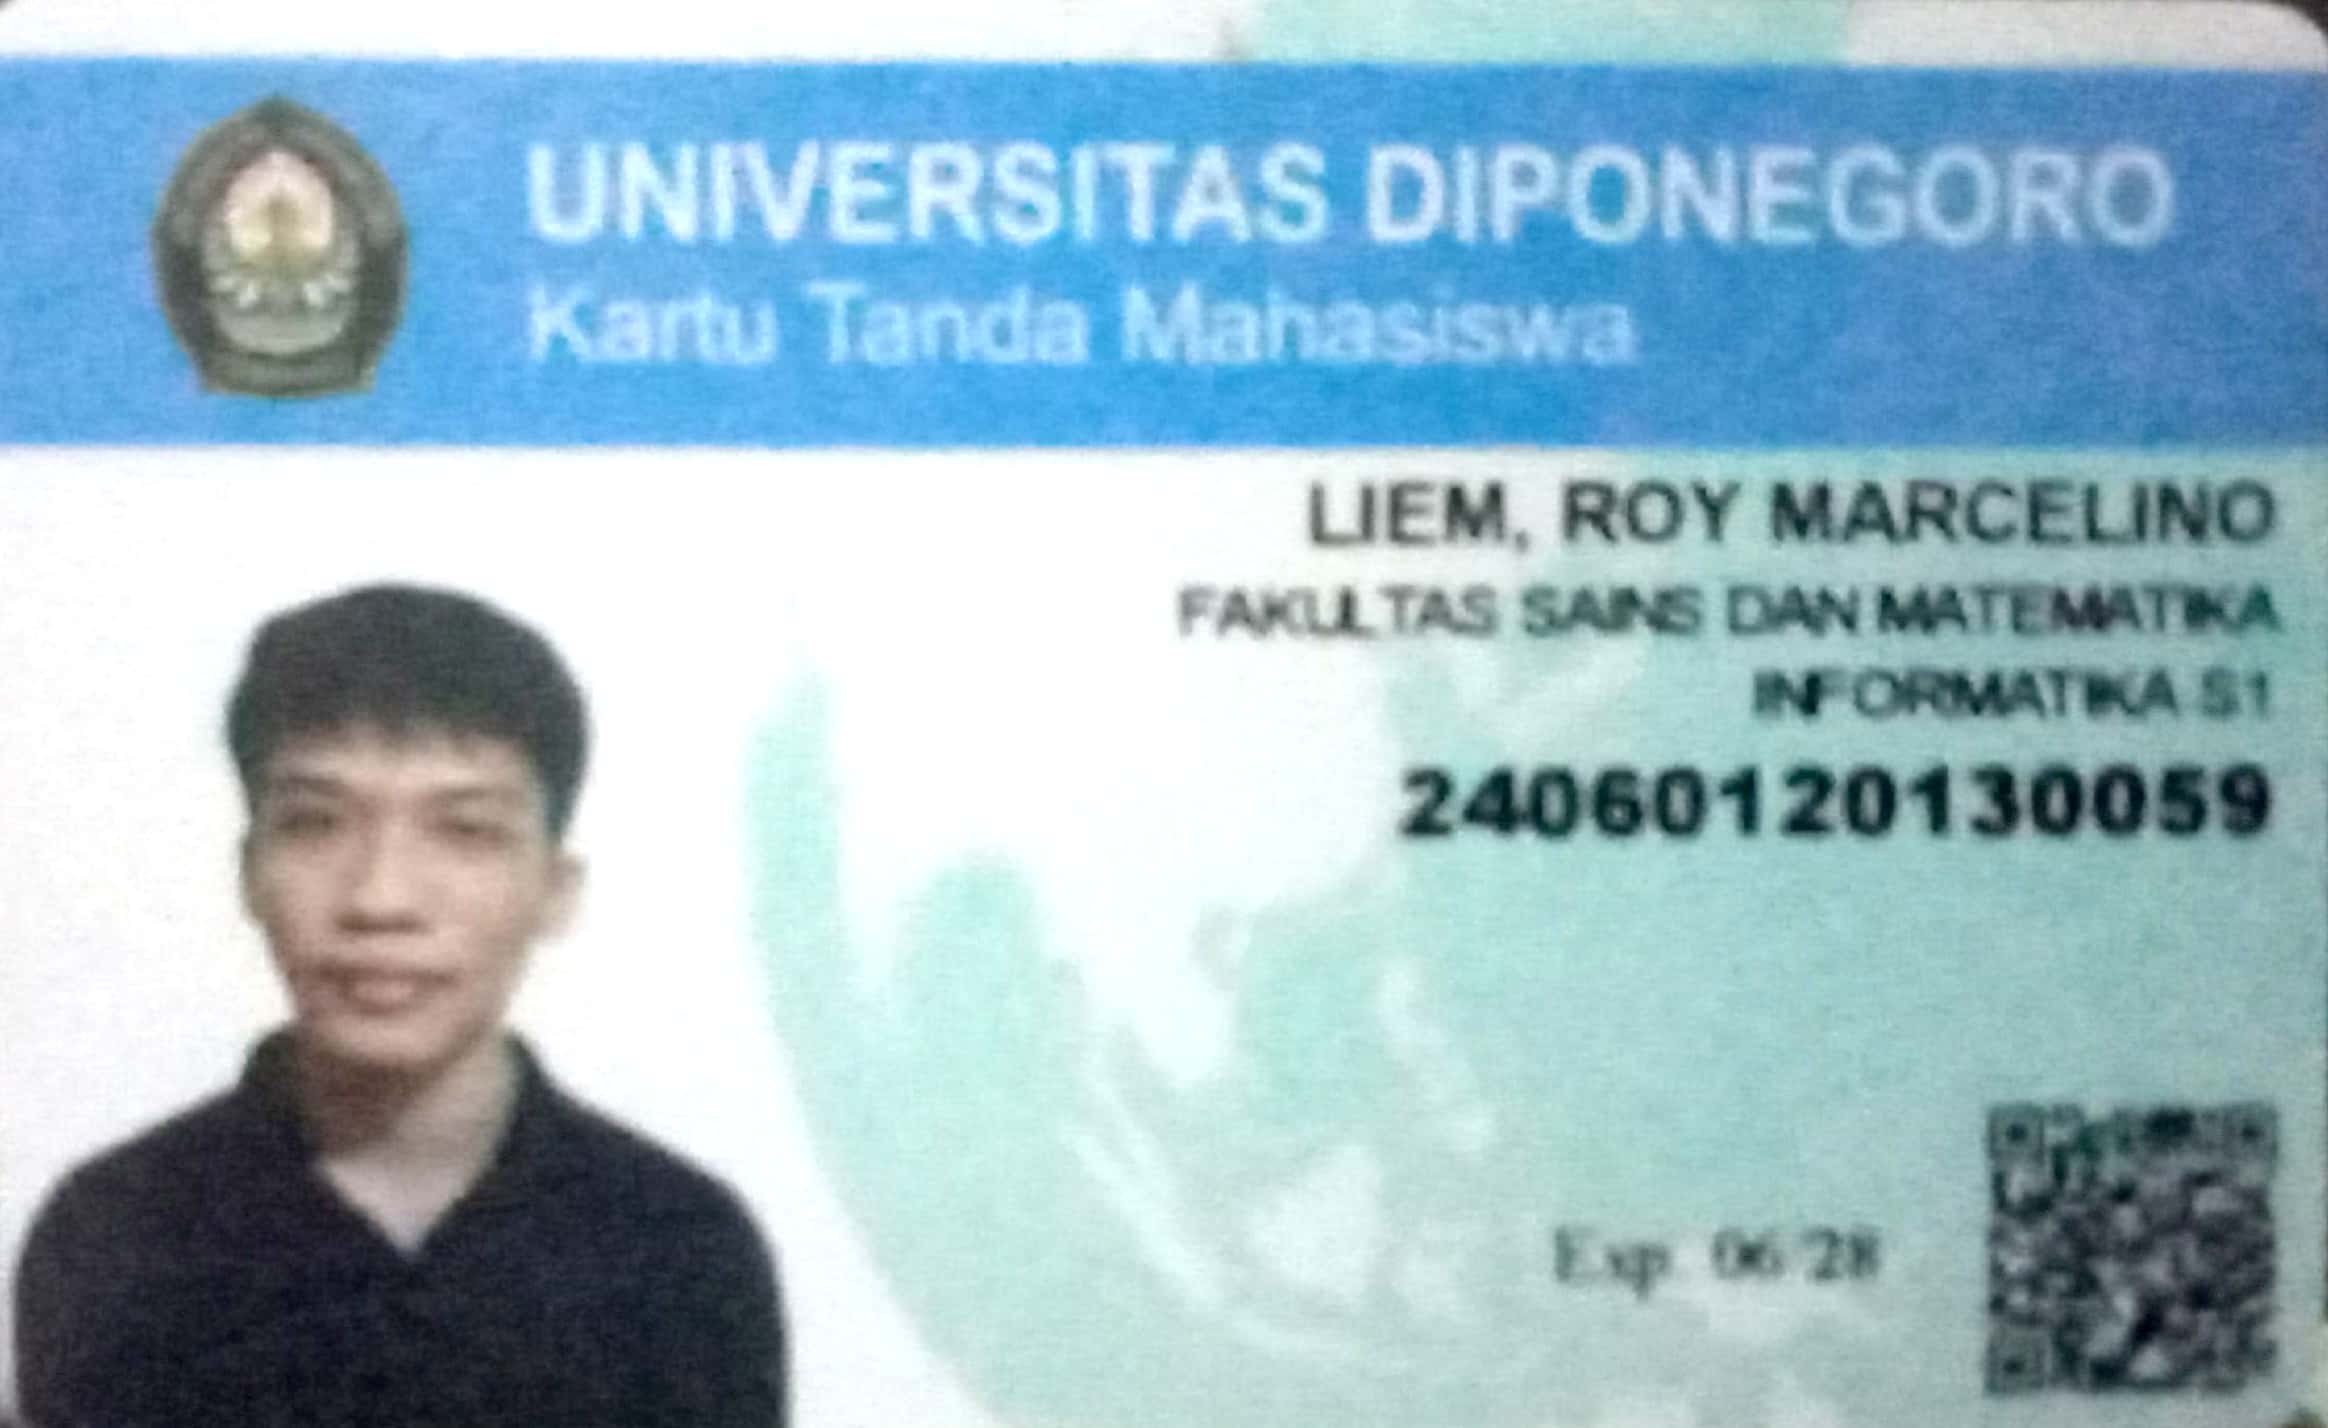 UNIVERSITAS DIPONEGORO
Kartu Tanda Mahasiswa
LIEM, ROY MARCELINO
FAKULTAS SAINS DAN MATEMATIKA
INFORMATIKA S1
24060120130059
Exp 06/28